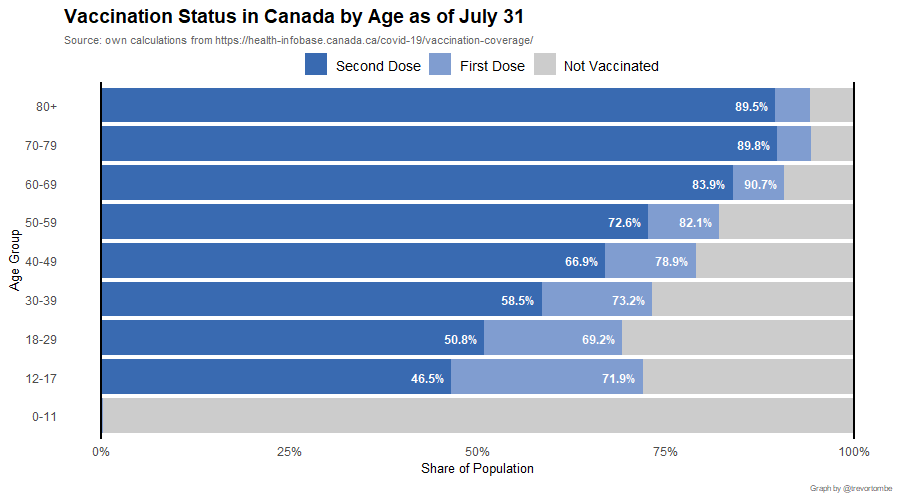 Vaccination Status in Canada by Age as of July 31
Source: own calculations from https://health-infobase.canada.ca/covid-19/vaccination-coverage/
Second Dose First Dose Not Vaccinated
80+ 89.5%
70-79 89.8%
60-69 83.9% 90.7%
50-59 72.6% 82.1%
40-49 66.9% 78.9%
30-39 58.5% 73.2%
18-29 50.8% 69.2%
12-17 46.5% 71.9%
0-11
Age Group
0% 25% 50% 75% 100%
Share of Population
Graph by @trevortombe